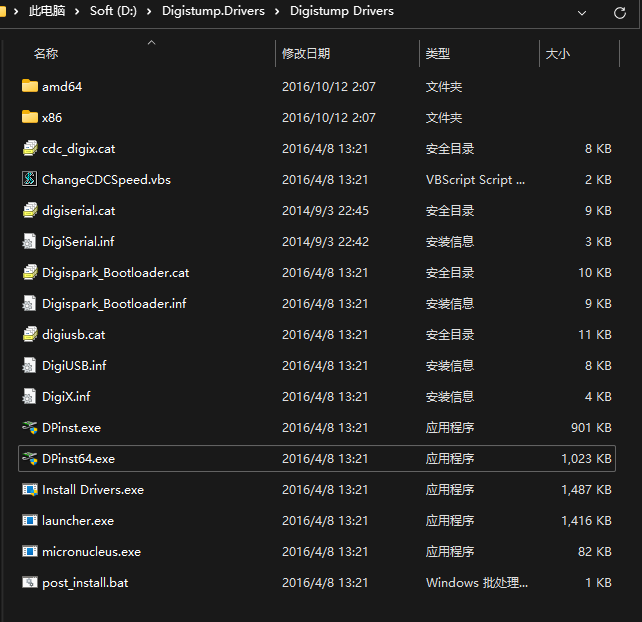 此电脑 > Soft (D:) > Digistump.Drivers > Digistump Drivers
名称 修改日期 类型 大小
amd64 2016/10/12 2:07 文件夹
x86 2016/10/12 2:07 文件夹
cdc_digix.cat 2016/4/8 13:21 安全目录 8 KB
ChangeCDCSpeed.vbs 2016/4/8 13:21 VBScript Script ... 2 KB
digiserial.cat 2014/9/3 22:45 安全目录 9 KB
DigiSerial.inf 2014/9/3 22:42 安装信息 3 KB
Digispark_Bootloader.cat 2016/4/8 13:21 安全目录 10 KB
Digispark_Bootloader.inf 2016/4/8 13:21 安装信息 9 KB
digiusb.cat 2016/4/8 13:21 安全目录 11 KB
DigiUSB.inf 2016/4/8 13:21 安装信息 8 KB
DigiX.inf 2016/4/8 13:21 安装信息 4 KB
DPinst.exe 2016/4/8 13:21 应用程序 901 KB
DPinst64.exe 2016/4/8 13:21 应用程序 1,023 KB
Install Drivers.exe 2016/4/8 13:21 应用程序 1,487 KB
launcher.exe 2016/4/8 13:21 应用程序 1,416 KB
micronucleus.exe 2016/4/8 13:21 应用程序 82 KB
post_install.bat 2016/4/8 13:21 Windows 批处理... 1 KB